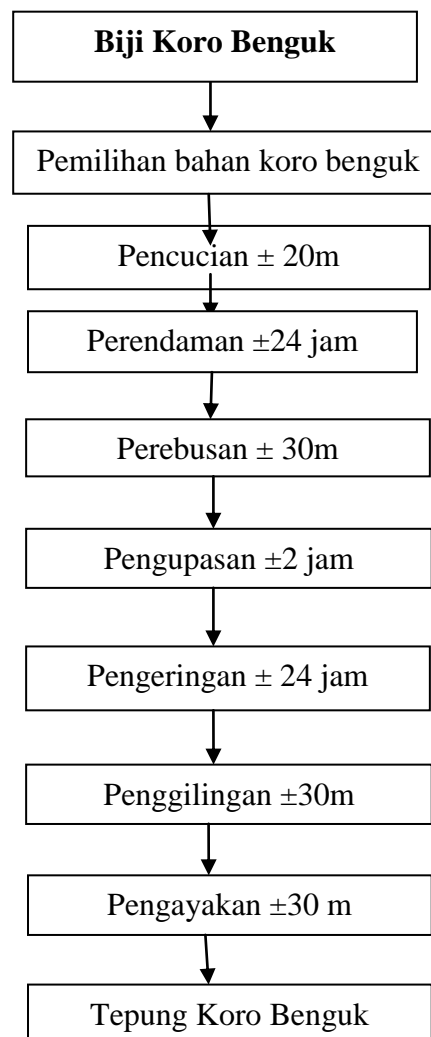 Biji Koro Benguk
Pemilihan bahan koro benguk
Pencucian ± 20m
Perendaman ±24 jam
Perebusan ± 30m
Pengupasan ±2 jam
Pengeringan ± 24 jam
Penggilingan ±30m
Pengayakan ±30 m
Tepung Koro Benguk